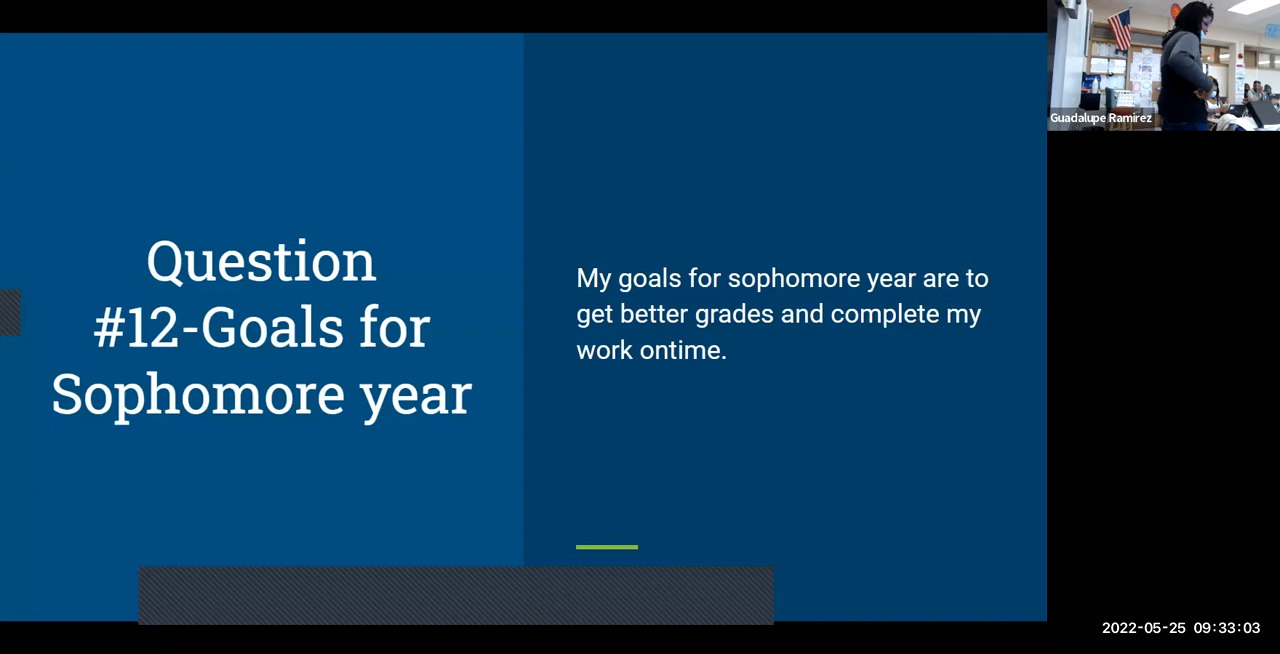 Question
#12-Goals for
Sophomore year
My goals for sophomore year are to
get better grades and complete my
work ontime.
Guadalupe Ramirez
2022-05-25 09:33:03